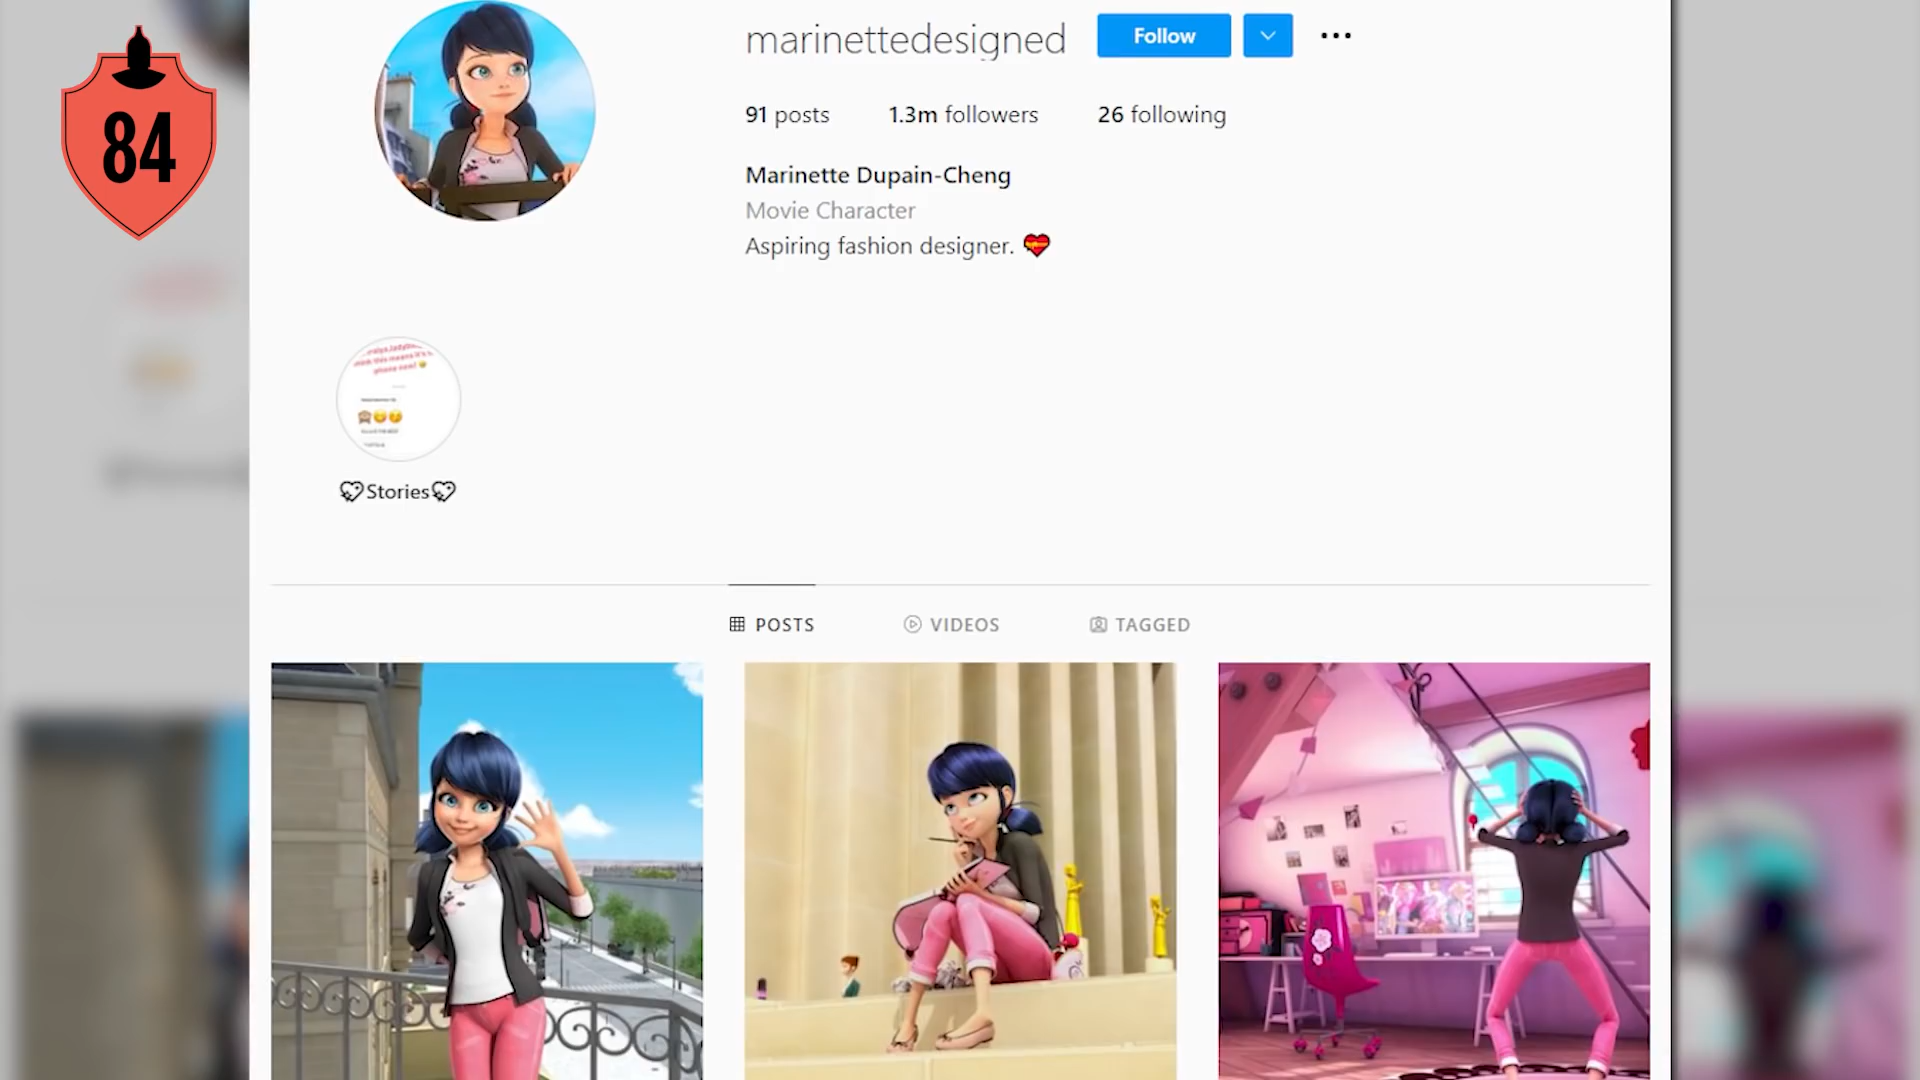 84
marinettedesigned
Follow
91 posts 1.3m followers 26 following
Marinette Dupain-Cheng
Movie Character
Aspiring fashion designer.
Stories
POSTS VIDEOS TAGGED